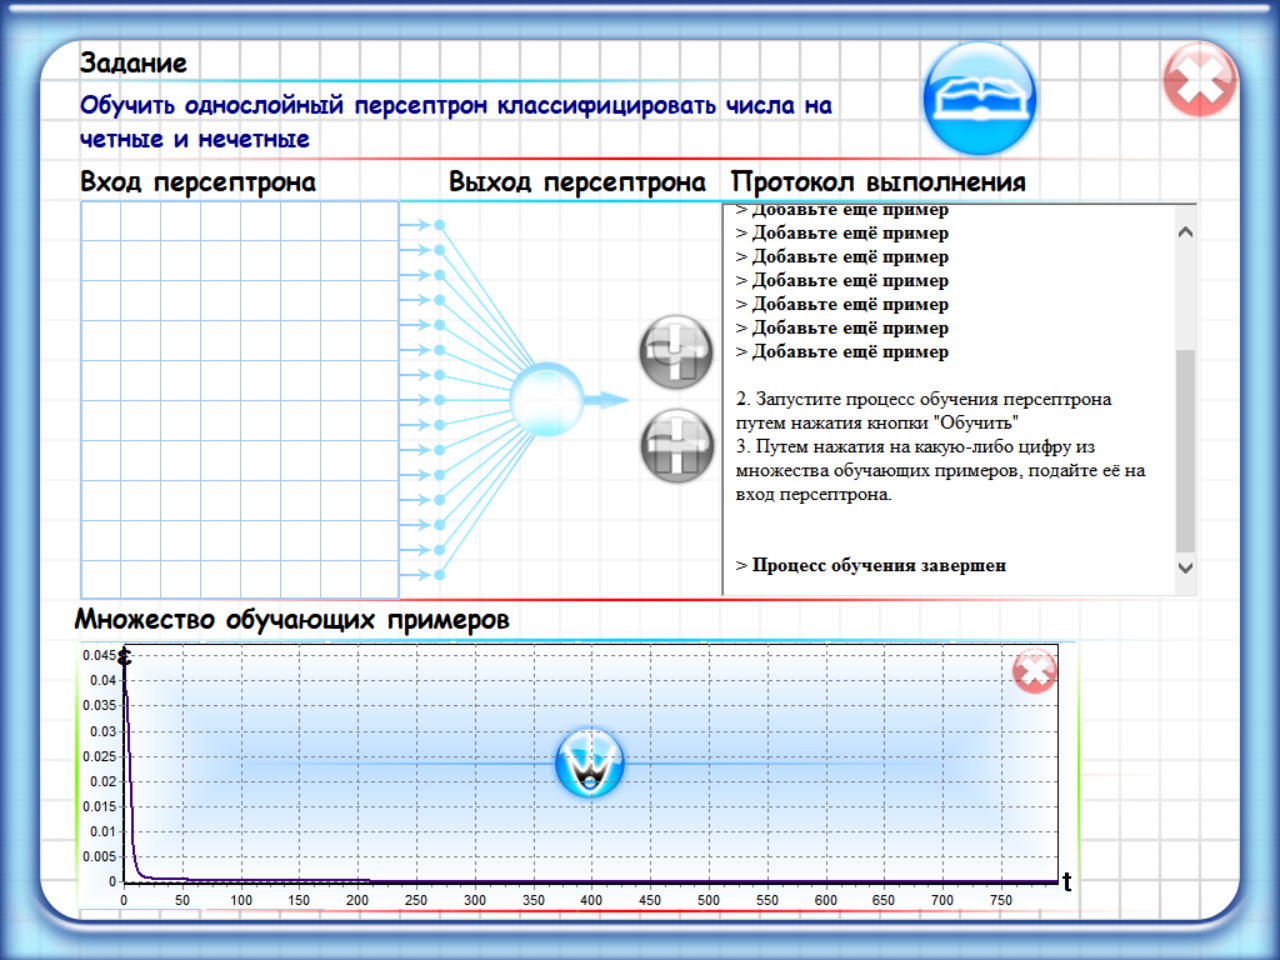 Задание
Обучить однослойный персептрон классифицировать числа на
четные и нечетные
Вход персептрона
Выход персептрона
Протокол выполнения
> Добавьте ещё пример
> Добавьте ещё пример
> Добавьте ещё пример
> Добавьте ещё пример
> Добавьте ещё пример
> Добавьте ещё пример
> Добавьте ещё пример
2. Запустите процесс обучения персептрона
путем нажатия кнопки "Обучить"
3. Путем нажатия на какую-либо цифру из
множества обучающих примеров, подайте её на
вход персептрона.
> Процесс обучения завершен
Множество обучающих примеров
ε
0.045
0.04
0.035
0.03
0.025
0.02
0.015
0.01
0.005
0
W
t
0 50 100 150 200 250 300 350 400 450 500 550 600 650 700 750